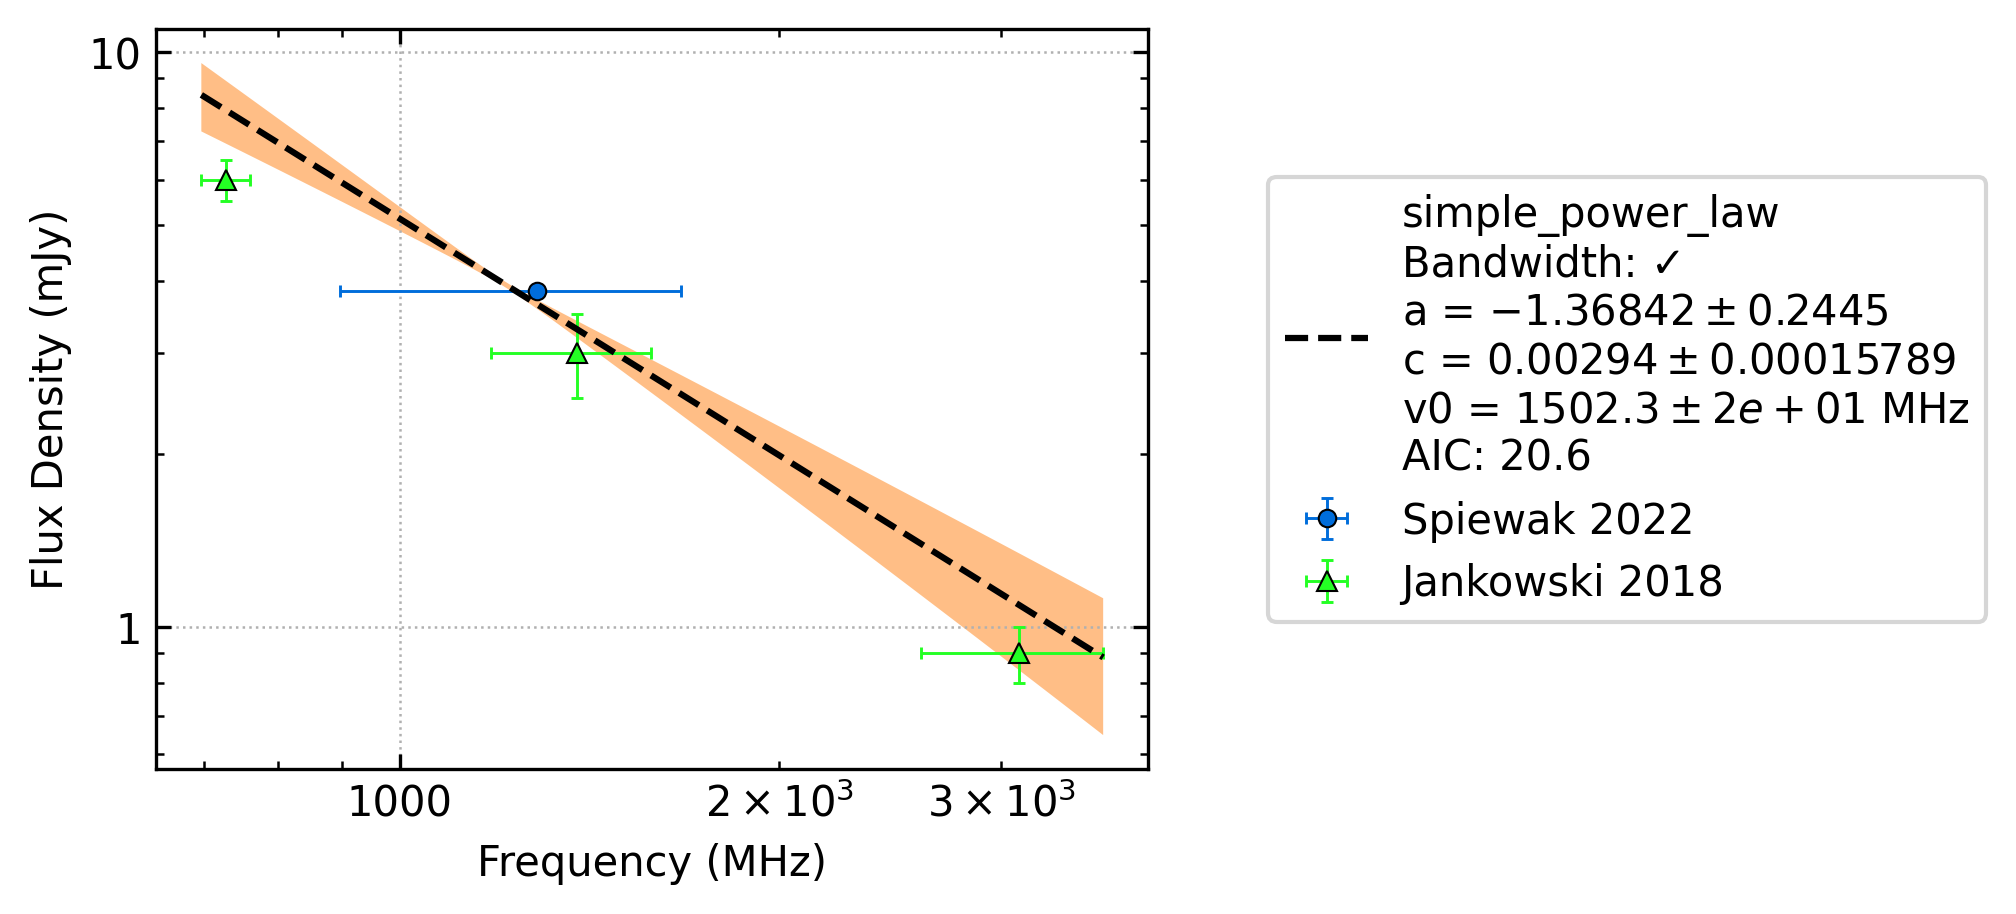 10
1
Flux Density (mJy)
1000
2 × 10³
3 × 10³
Frequency (MHz)
simple_power_law
Bandwidth: ✓
a = −1.36842 ± 0.2445
c = 0.00294 ± 0.00015789
v0 = 1502.3 ± 2e + 01 MHz
AIC: 20.6
Spiewak 2022
Jankowski 2018